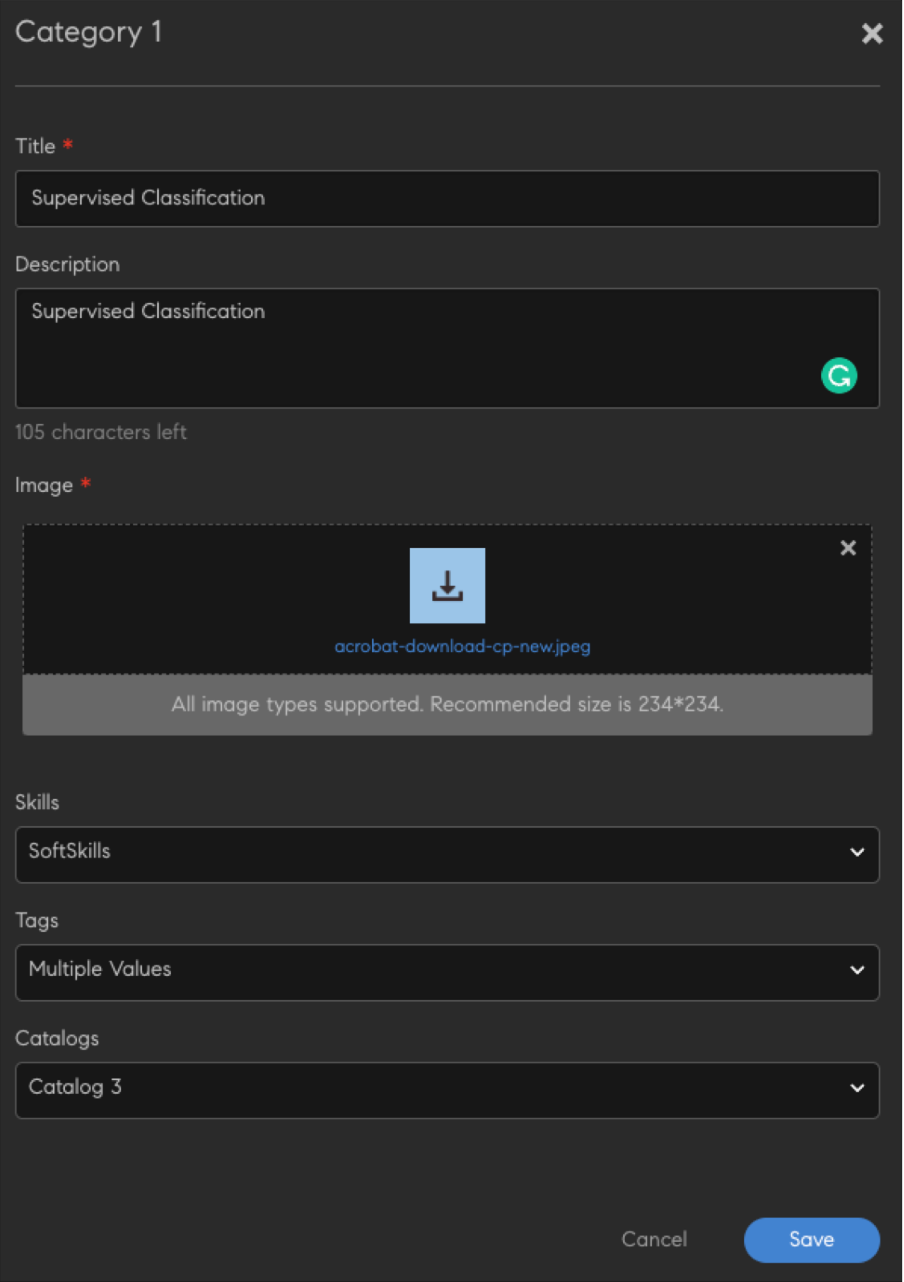 Category 1
Title *
Supervised Classification
Description
Supervised Classification
105 characters left
Image *
acrobat-download-cp-new.jpeg
All image types supported. Recommended size is 234*234.
Skills
SoftSkills
Tags
Multiple Values
Catalogs
Catalog 3
Cancel
Save